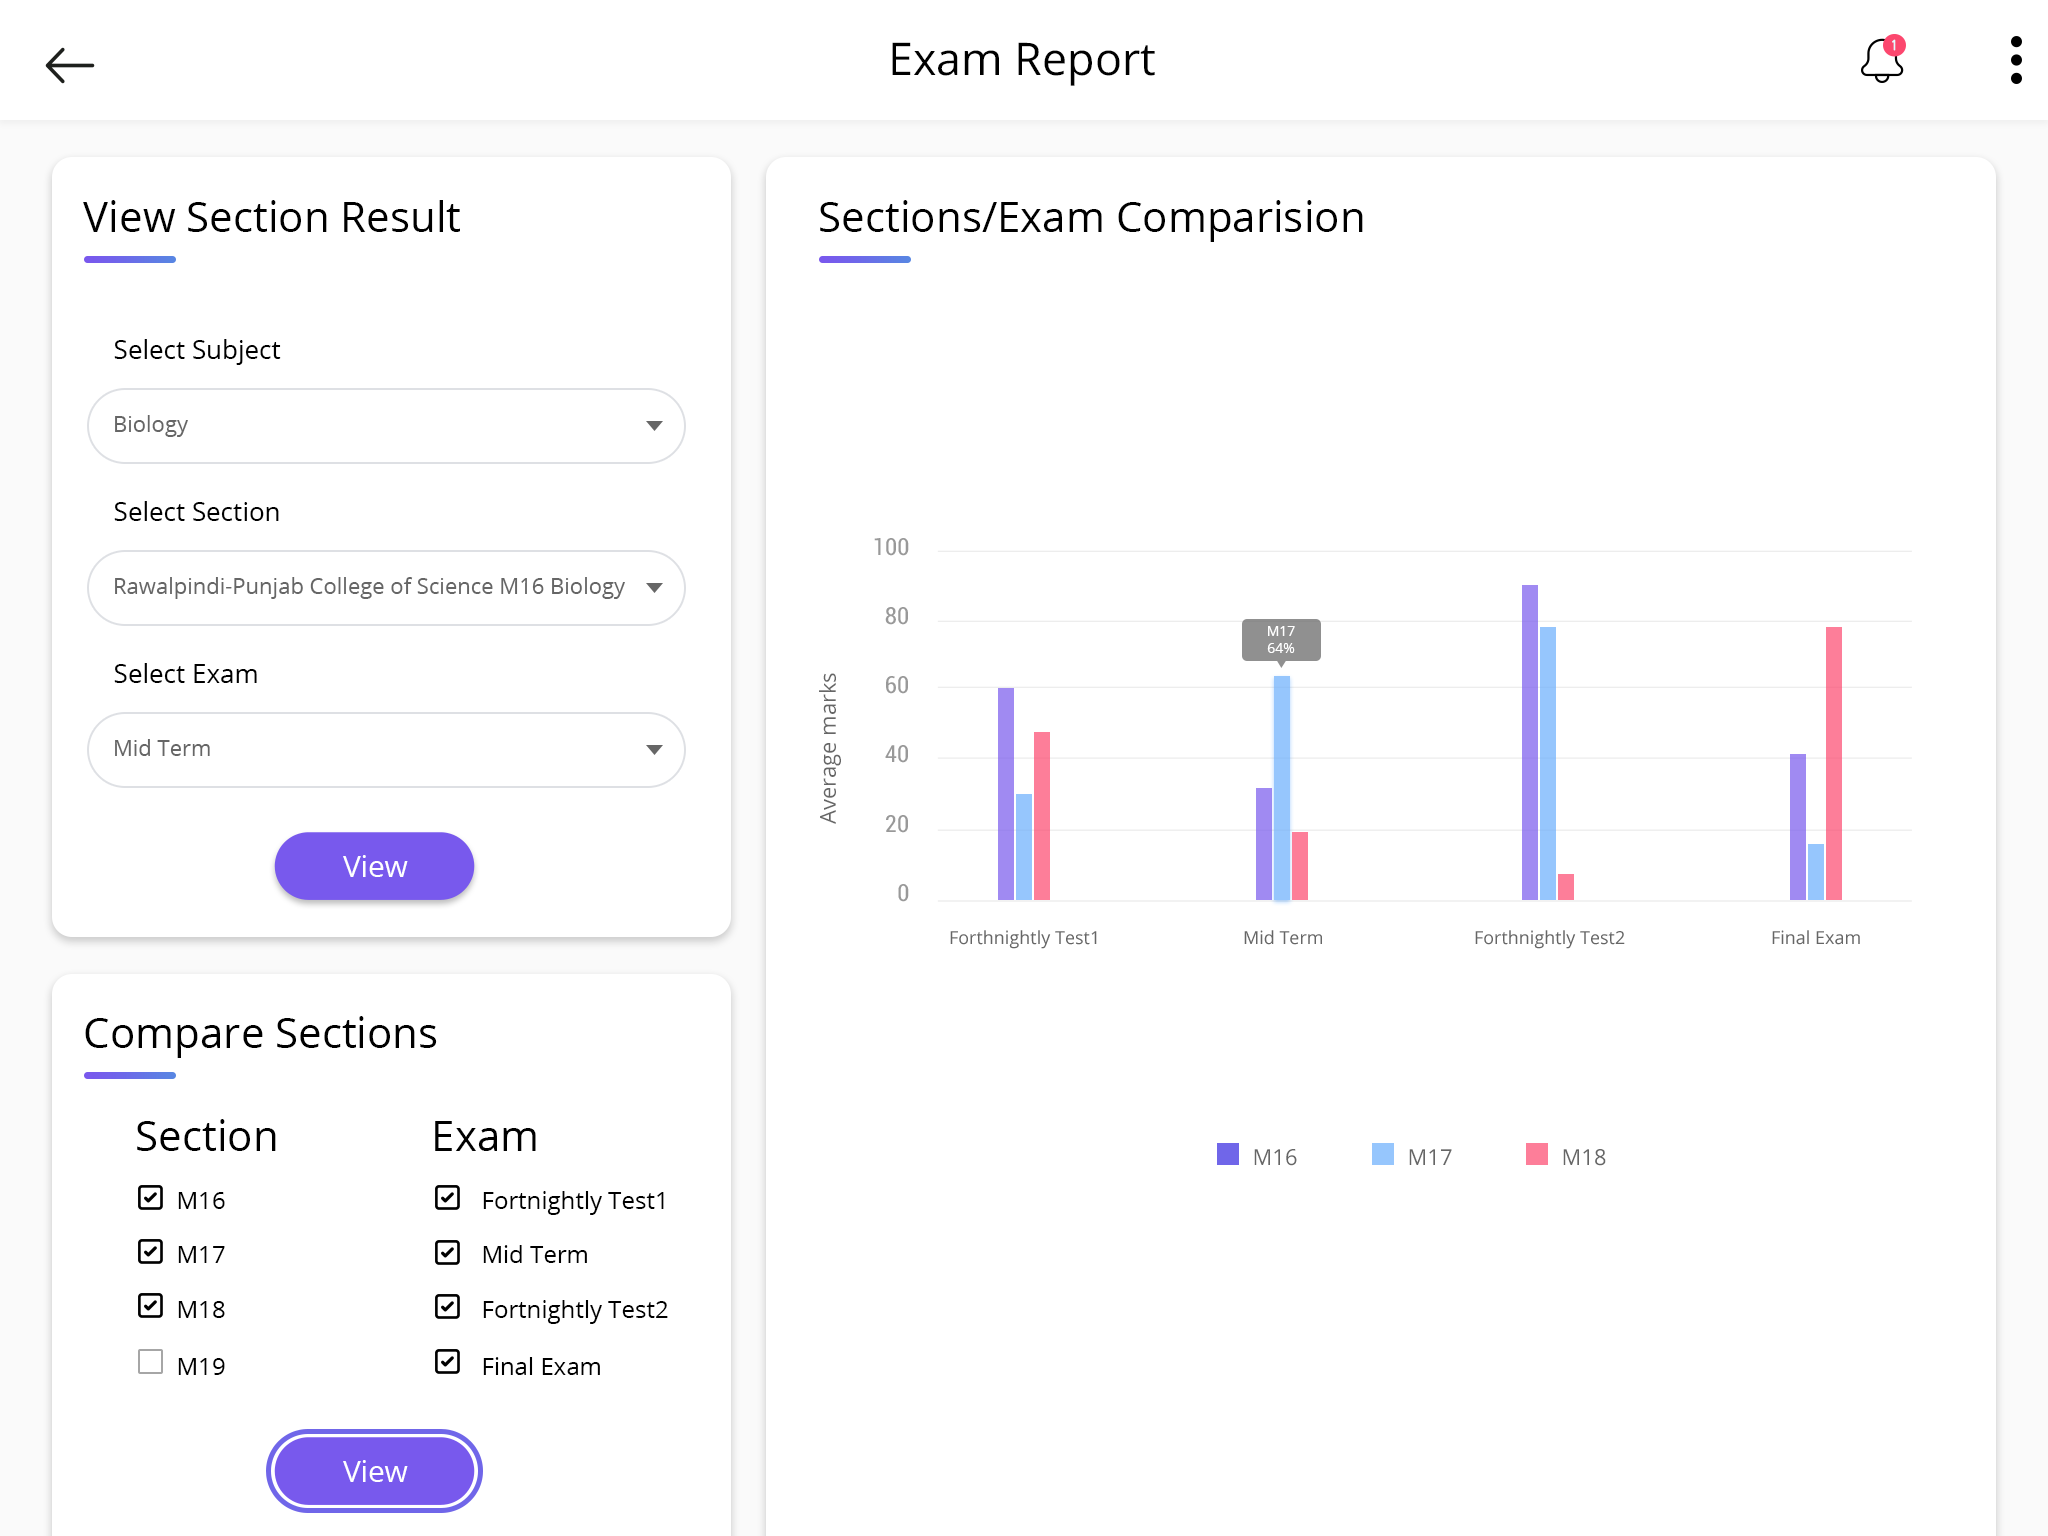 Exam Report
1
View Section Result
Select Subject
Biology
Select Section
Rawalpindi-Punjab College of Science M16 Biology
Select Exam
Mid Term
View
Compare Sections
Section
Exam
M16
Fortnightly Test1
M17
Mid Term
M18
Fortnightly Test2
M19
Final Exam
View
Sections/Exam Comparision
Average marks
100
80
60
40
20
0
M17
64%
Forthnightly Test1
Mid Term
Forthnightly Test2
Final Exam
M16
M17
M18